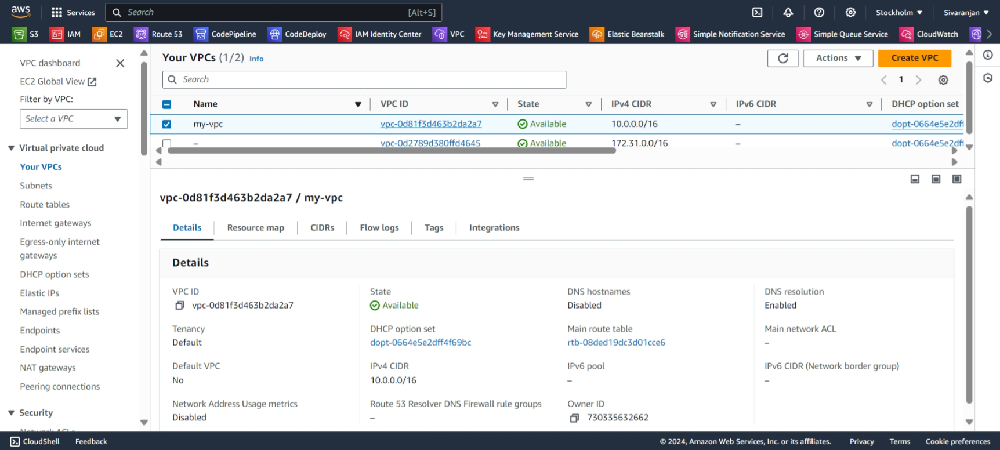 aws
Services
Search
[Alt+S]
Stockholm
Sivaranjan
S3
IAM
EC2
Route 53
CodePipeline
CodeDeploy
IAM Identity Center
VPC
Key Management Service
Elastic Beanstalk
Simple Notification Service
Simple Queue Service
CloudWatch
VPC dashboard
EC2 Global View
Filter by VPC:
Select a VPC
Virtual private cloud
Your VPCs
Subnets
Route tables
Internet gateways
Egress-only internet
gateways
DHCP option sets
Elastic IPs
Managed prefix lists
Endpoints
Endpoint services
NAT gateways
Peering connections
Security
Network ACLs
Your VPCs (1/2) Info
Actions
Create VPC
Search
1
Name VPC ID State IPv4 CIDR IPv6 CIDR DHCP option set
my-vpc vpc-0d81f3d463b2da2a7 Available 10.0.0.0/16 – dopt-0664e5e2dff
– vpc-0d2789d380ffd4645 Available 172.31.0.0/16 – dopt-0664e5e2dff
vpc-0d81f3d463b2da2a7 / my-vpc
Details Resource map CIDRs Flow logs Tags Integrations
Details
VPC ID
vpc-0d81f3d463b2da2a7
State
Available
DNS hostnames
Disabled
DNS resolution
Enabled
Tenancy
Default
DHCP option set
dopt-0664e5e2dff4f69bc
Main route table
rtb-08ded19dc3d01cce6
Main network ACL
–
Default VPC
No
IPv4 CIDR
10.0.0.0/16
IPv6 pool
–
IPv6 CIDR (Network border group)
–
Network Address Usage metrics
Disabled
Route 53 Resolver DNS Firewall rule groups
–
Owner ID
730335632662
CloudShell
Feedback
© 2024, Amazon Web Services, Inc. or its affiliates.
Privacy
Terms
Cookie preferences